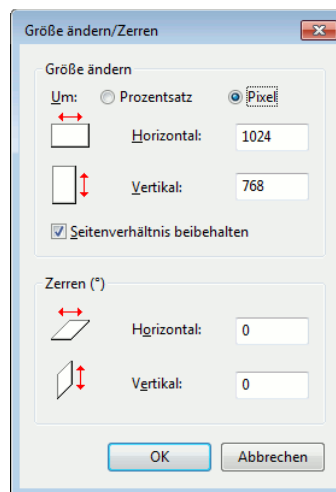 Größe ändern/Zerren
Größe ändern
Um: Prozentsatz Pixel
Horizontal: 1024
Vertikal: 768
Seitenverhältnis beibehalten
Zerren (°)
Horizontal: 0
Vertikal: 0
OK Abbrechen